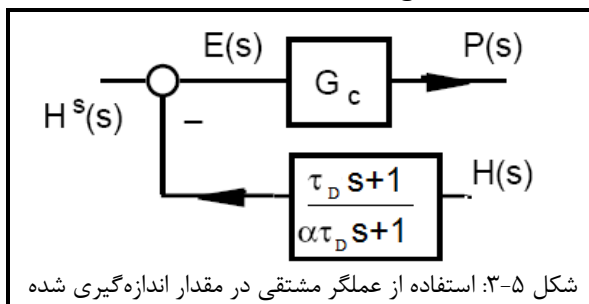 E(s)
P(s)
G c
H s(s)
−
H(s)
τD s+1
ατD s+1
شکل ۵-۳: استفاده از عملگر مشتقی در مقدار اندازه‌گیری شده